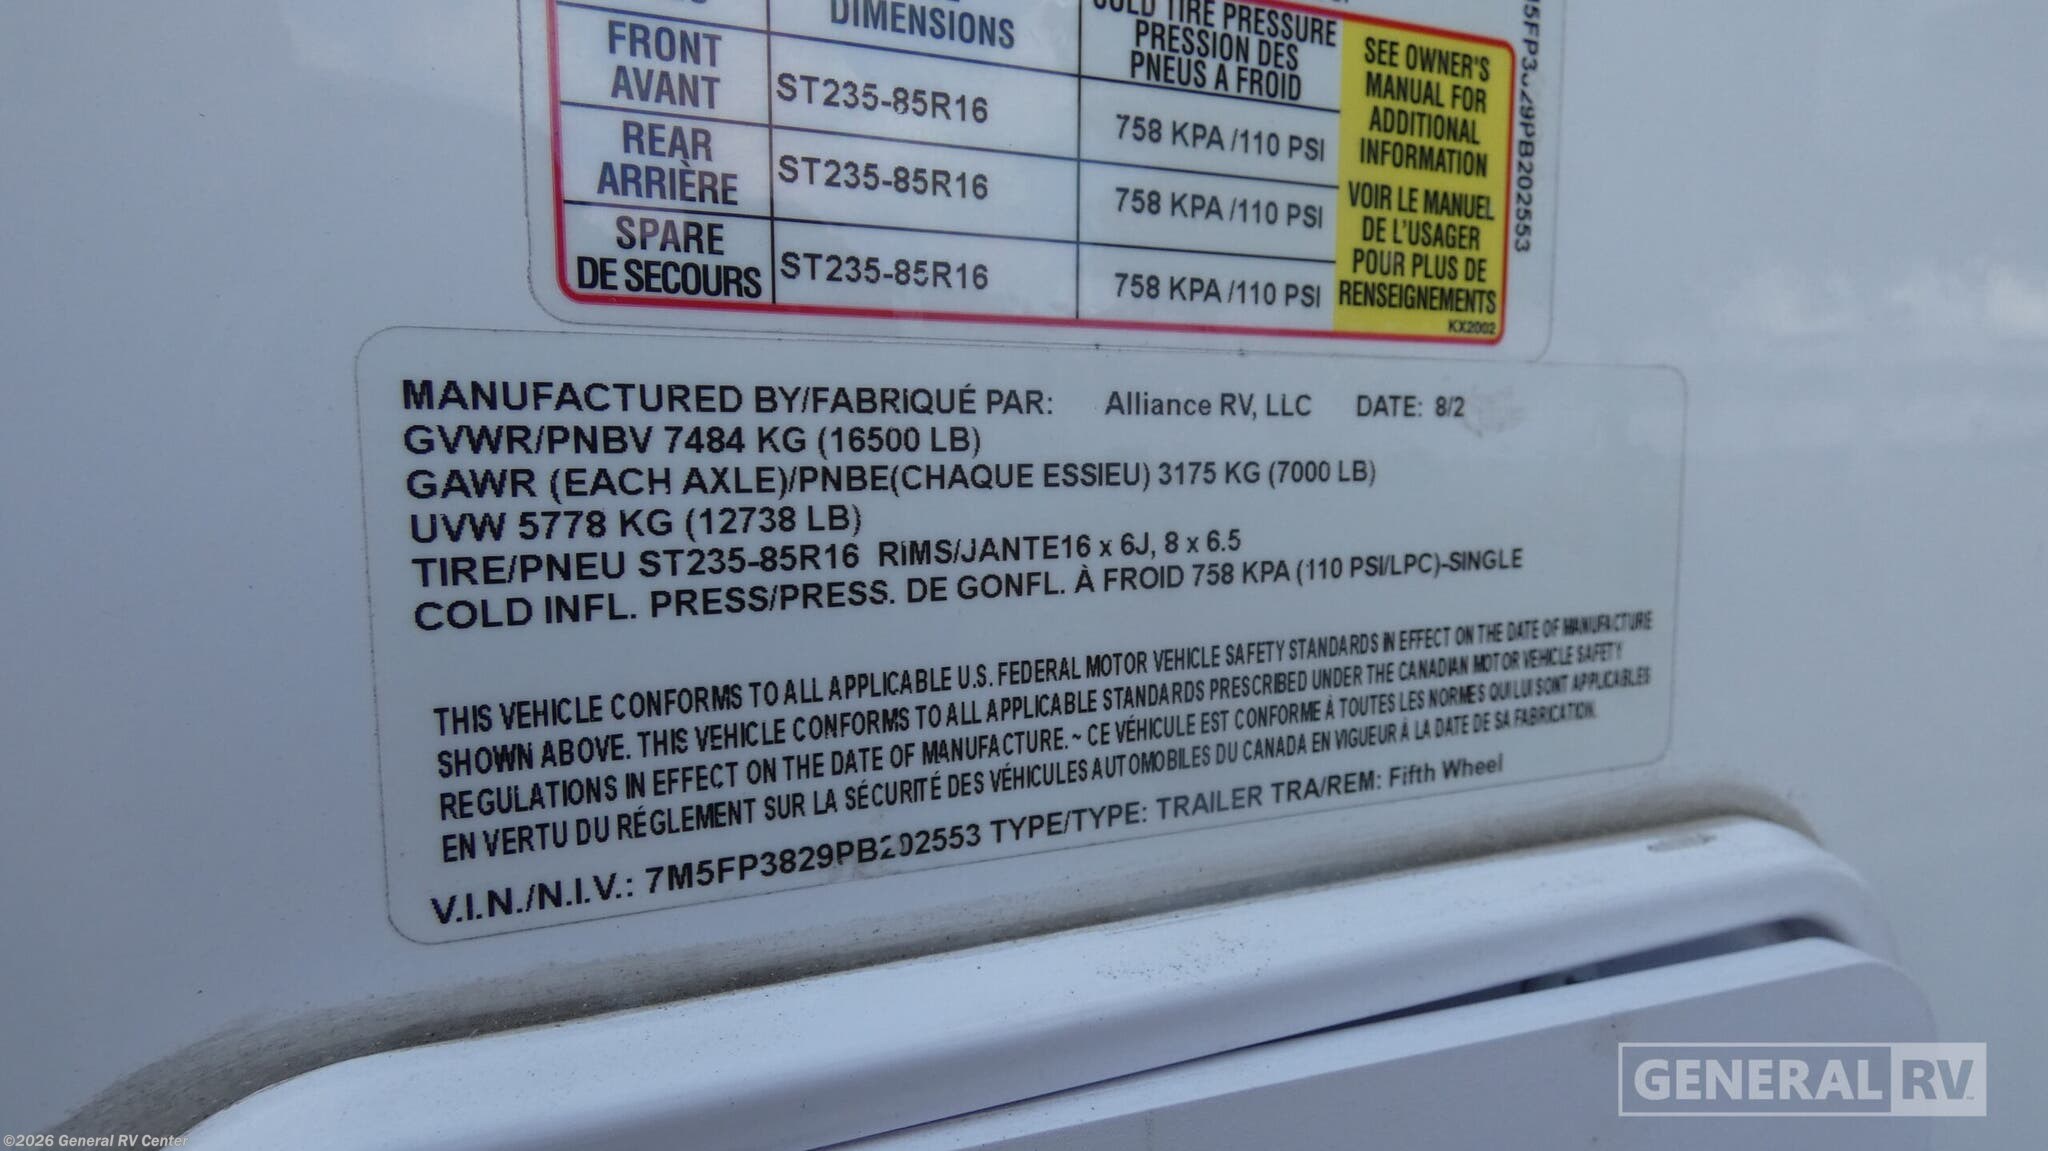 DIMENSIONS
COLD TIRE PRESSURE
PRESSION DES
PNEUS A FROID
FRONT
AVANT
ST235-85R16
758 KPA /110 PSI
REAR
ARRIÈRE
ST235-85R16
758 KPA /110 PSI
SPARE
DE SECOURS
ST235-85R16
758 KPA /110 PSI
SEE OWNER'S
MANUAL FOR
ADDITIONAL
INFORMATION
VOIR LE MANUEL
DE L'USAGER
POUR PLUS DE
RENSEIGNEMENTS
KX2002
MANUFACTURED BY/FABRIQUÉ PAR: Alliance RV, LLC DATE: 8/2
GVWR/PNBV 7484 KG (16500 LB)
GAWR (EACH AXLE)/PNBE(CHAQUE ESSIEU) 3175 KG (7000 LB)
UVW 5778 KG (12738 LB)
TIRE/PNEU ST235-85R16 RIMS/JANTE16 x 6J, 8 x 6.5
COLD INFL. PRESS/PRESS. DE GONFL. À FROID 758 KPA (110 PSI/LPC)-SINGLE
THIS VEHICLE CONFORMS TO ALL APPLICABLE U.S. FEDERAL MOTOR VEHICLE SAFETY STANDARDS IN EFFECT ON THE DATE OF MANUFACTURE
SHOWN ABOVE. THIS VEHICLE CONFORMS TO ALL APPLICABLE STANDARDS PRESCRIBED UNDER THE CANADIAN MOTOR VEHICLE SAFETY
REGULATIONS IN EFFECT ON THE DATE OF MANUFACTURE. ~ CE VÉHICULE EST CONFORME À TOUTES LES NORMES QUI LUI SONT APPLICABLES
EN VERTU DU RÉGLEMENT SUR LA SÉCURITÉ DES VÉHICULES AUTOMOBILES DU CANADA EN VIGUEUR À LA DATE DE SA FABRICATION.
V.I.N./N.I.V.: 7M5FP3829PB202553 TYPE/TYPE: TRAILER TRA/REM: Fifth Wheel
GENERAL RV
©2026 General RV Center